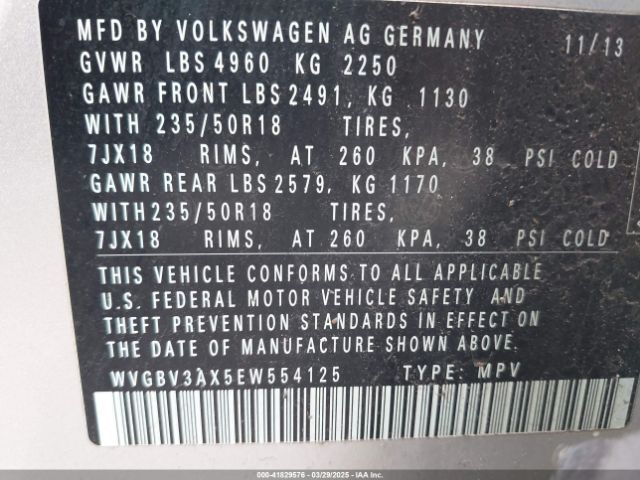 MFD BY VOLKSWAGEN AG GERMANY 11/13
GVWR LBS 4960 KG 2250
GAWR FRONT LBS 2491, KG 1130
WITH 235/50R18 TIRES,
7JX18 RIMS, AT 260 KPA, 38 PSI COLD
GAWR REAR LBS 2579, KG 1170
WITH 235/50R18 TIRES,
7JX18 RIMS, AT 260 KPA, 38 PSI COLD
THIS VEHICLE CONFORMS TO ALL APPLICABLE
U.S. FEDERAL MOTOR VEHICLE SAFETY AND
THEFT PREVENTION STANDARDS IN EFFECT ON
THE DATE OF MANUFACTURE SHOWN ABOVE.
WVGBV3AX5EW554125 TYPE: MPV
000-41829576 - 03/29/2025 - IAAI.COM